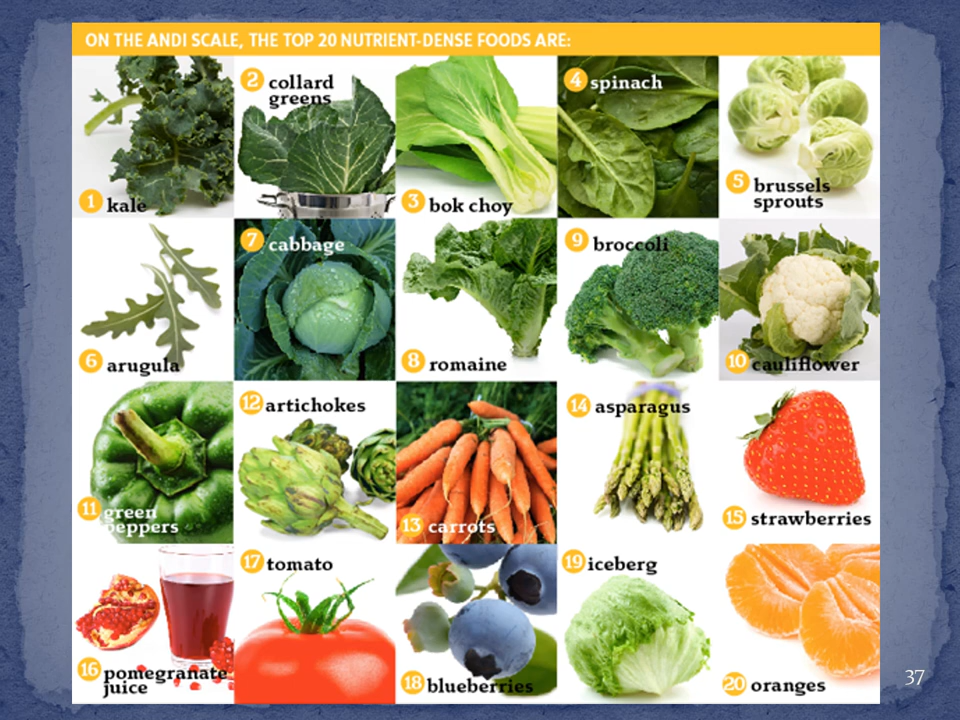 ON THE ANDI SCALE, THE TOP 20 NUTRIENT-DENSE FOODS ARE:
1 kale
2 collard
greens
3 bok choy
4 spinach
5 brussels
sprouts
6 arugula
7 cabbage
8 romaine
9 broccoli
10 cauliflower
11 green
peppers
12 artichokes
13 carrots
14 asparagus
15 strawberries
16 pomegranate
juice
17 tomato
18 blueberries
19 iceberg
20 oranges
37